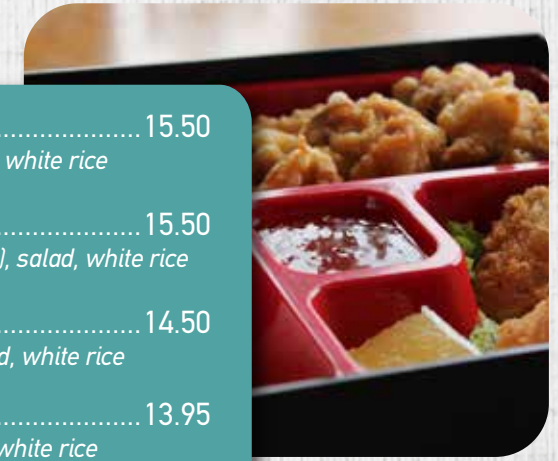 ....................15.50
white rice
....................15.50
), salad, white rice
....................14.50
d, white rice
....................13.95
white rice